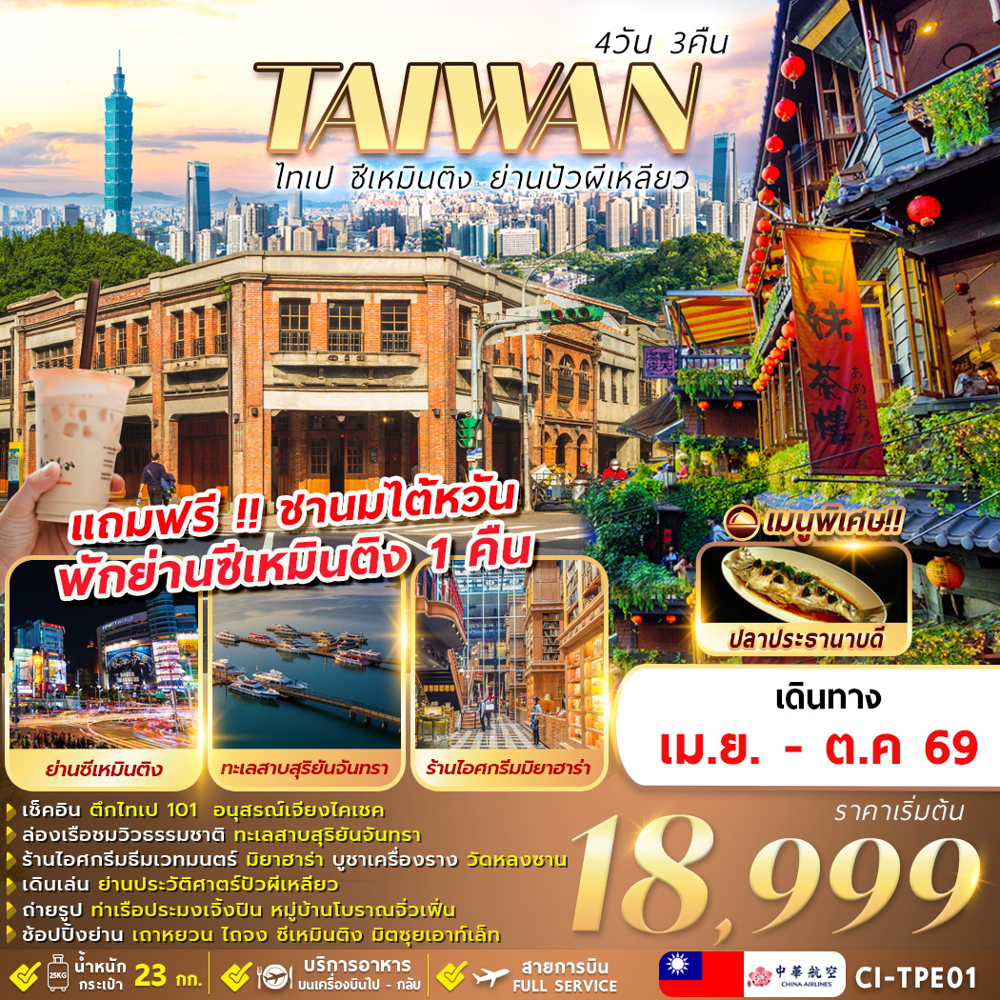 4วัน 3คืน
TAIWAN
ไทเป ซีเหมินติง ย่านปัวผีเหลียว
阿妹茶樓
あめおちゃ
แถมฟรี !! ชานมไต้หวัน
พักย่านซีเหมินติง 1 คืน
เมนูพิเศษ!!
ปลาประธานาบดี
ย่านซีเหมินติง
ทะเลสาบสุริยันจันทรา
ร้านไอศกรีมมิยาฮาร่า
เดินทาง
เม.ย. - ต.ค 69
เช็คอิน ตึกไทเป 101 อนุสรณ์เจียงไคเชค
ล่องเรือชมวิวธรรมชาติ ทะเลสาบสุริยันจันทรา
ร้านไอศกรีมธีมเวทมนตร์ มิยาฮาร่า บูชาเครื่องราง วัดหลงซาน
เดินเล่น ย่านประวัติศาตร์ปัวผีเหลียว
ถ่ายรูป ท่าเรือประมงเจิ้งปิน หมู่บ้านโบราณจิ่วเฟิ่น
ช้อปปิ้งย่าน เถาหยวน ไถจง ซีเหมินติง มิตซุยเอาท์เล็ท
ราคาเริ่มต้น
18,999
25KG
น้ำหนัก
กระเป๋า 23 กก.
บริการอาหาร
บนเครื่องบินไป - กลับ
สายการบิน
FULL SERVICE
中華航空
CHINA AIRLINES
CI-TPE01